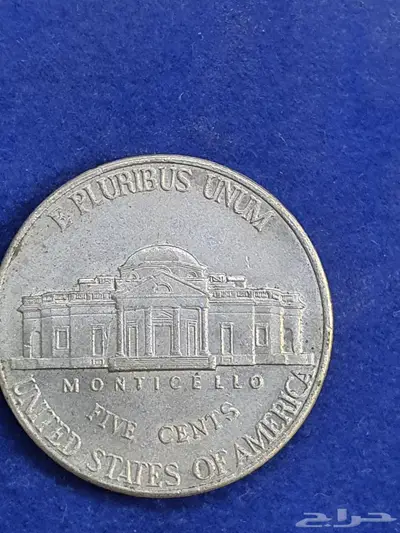 E PLURIBUS UNUM
MONTICELLO
FIVE CENTS
UNITED STATES OF AMERICA
حراج